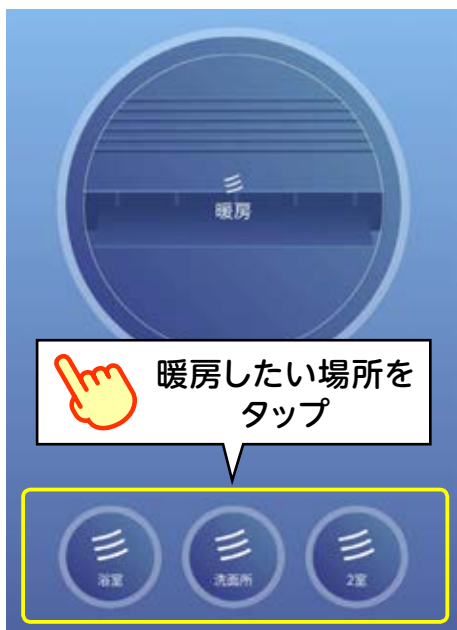 暖房
暖房したい場所を
タップ
浴室
洗面所
2室